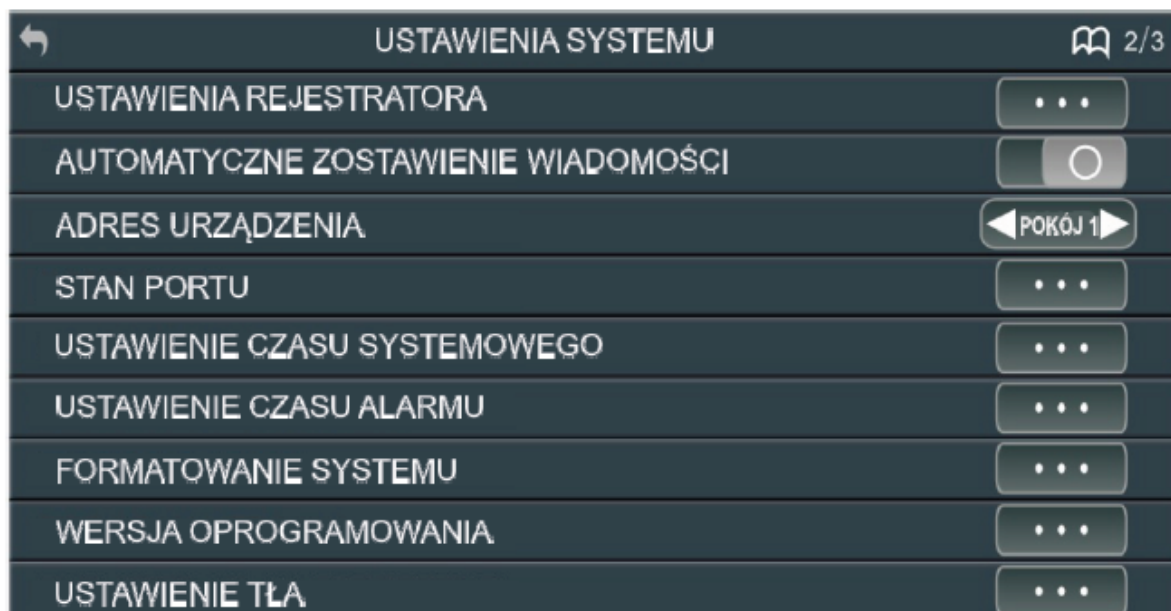 USTAWIENIA SYSTEMU 2/3
USTAWIENIA REJESTRATORA
AUTOMATYCZNE ZOSTAWIENIE WIADOMOŚCI
ADRES URZĄDZENIA POKÓJ 1
STAN PORTU
USTAWIENIE CZASU SYSTEMOWEGO
USTAWIENIE CZASU ALARMU
FORMATOWANIE SYSTEMU
WERSJA OPROGRAMOWANIA
USTAWIENIE TŁA